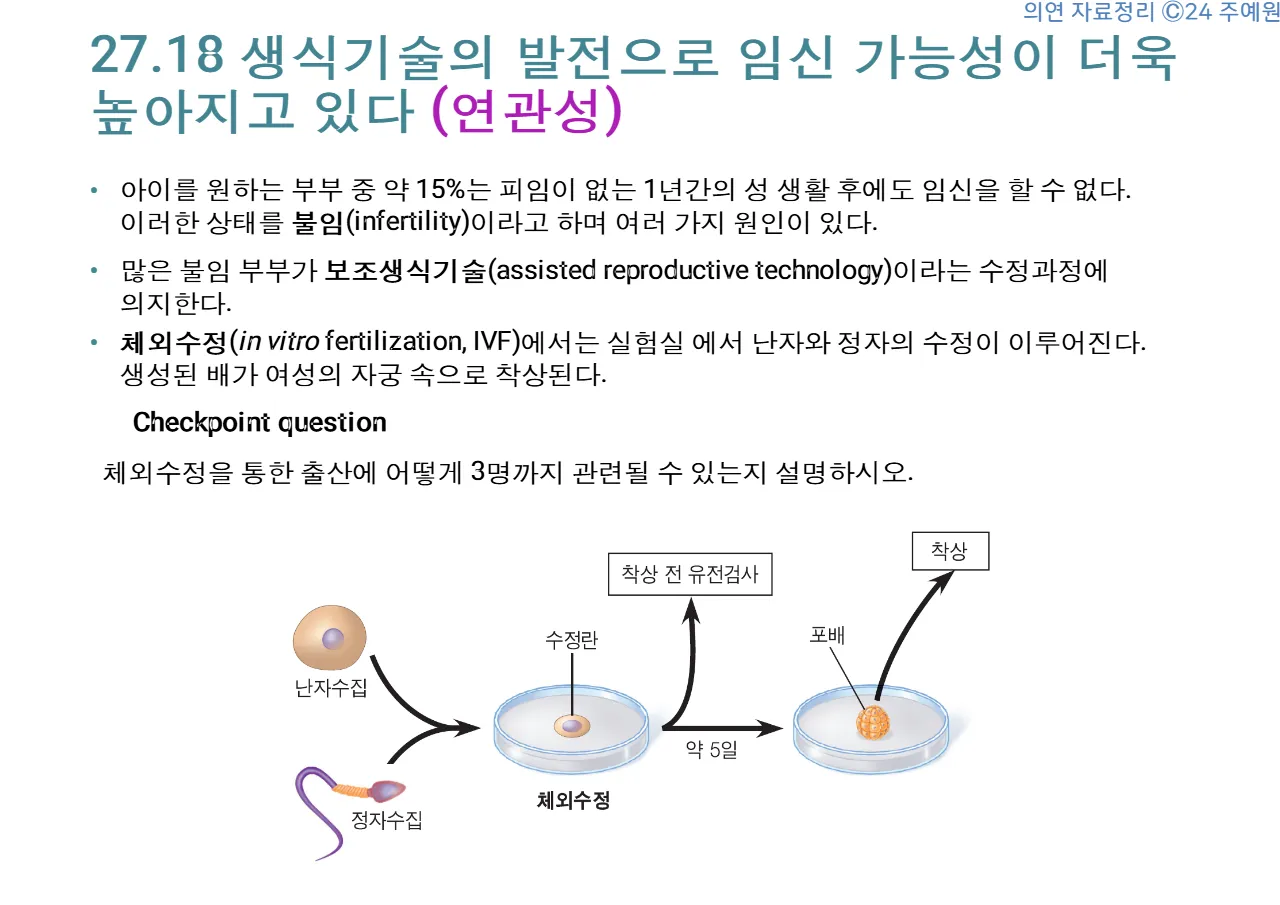 의연 자료정리 Ⓒ24 주예원
27.18 생식기술의 발전으로 임신 가능성이 더욱
높아지고 있다 (연관성)
• 아이를 원하는 부부 중 약 15%는 피임이 없는 1년간의 성 생활 후에도 임신을 할 수 없다.
이러한 상태를 불임(infertility)이라고 하며 여러 가지 원인이 있다.
• 많은 불임 부부가 보조생식기술(assisted reproductive technology)이라는 수정과정에
의지한다.
• 체외수정(in vitro fertilization, IVF)에서는 실험실 에서 난자와 정자의 수정이 이루어진다.
생성된 배가 여성의 자궁 속으로 착상된다.
Checkpoint question
체외수정을 통한 출산에 어떻게 3명까지 관련될 수 있는지 설명하시오.
착상
착상 전 유전검사
포배
수정란
난자수집
약 5일
체외수정
정자수집